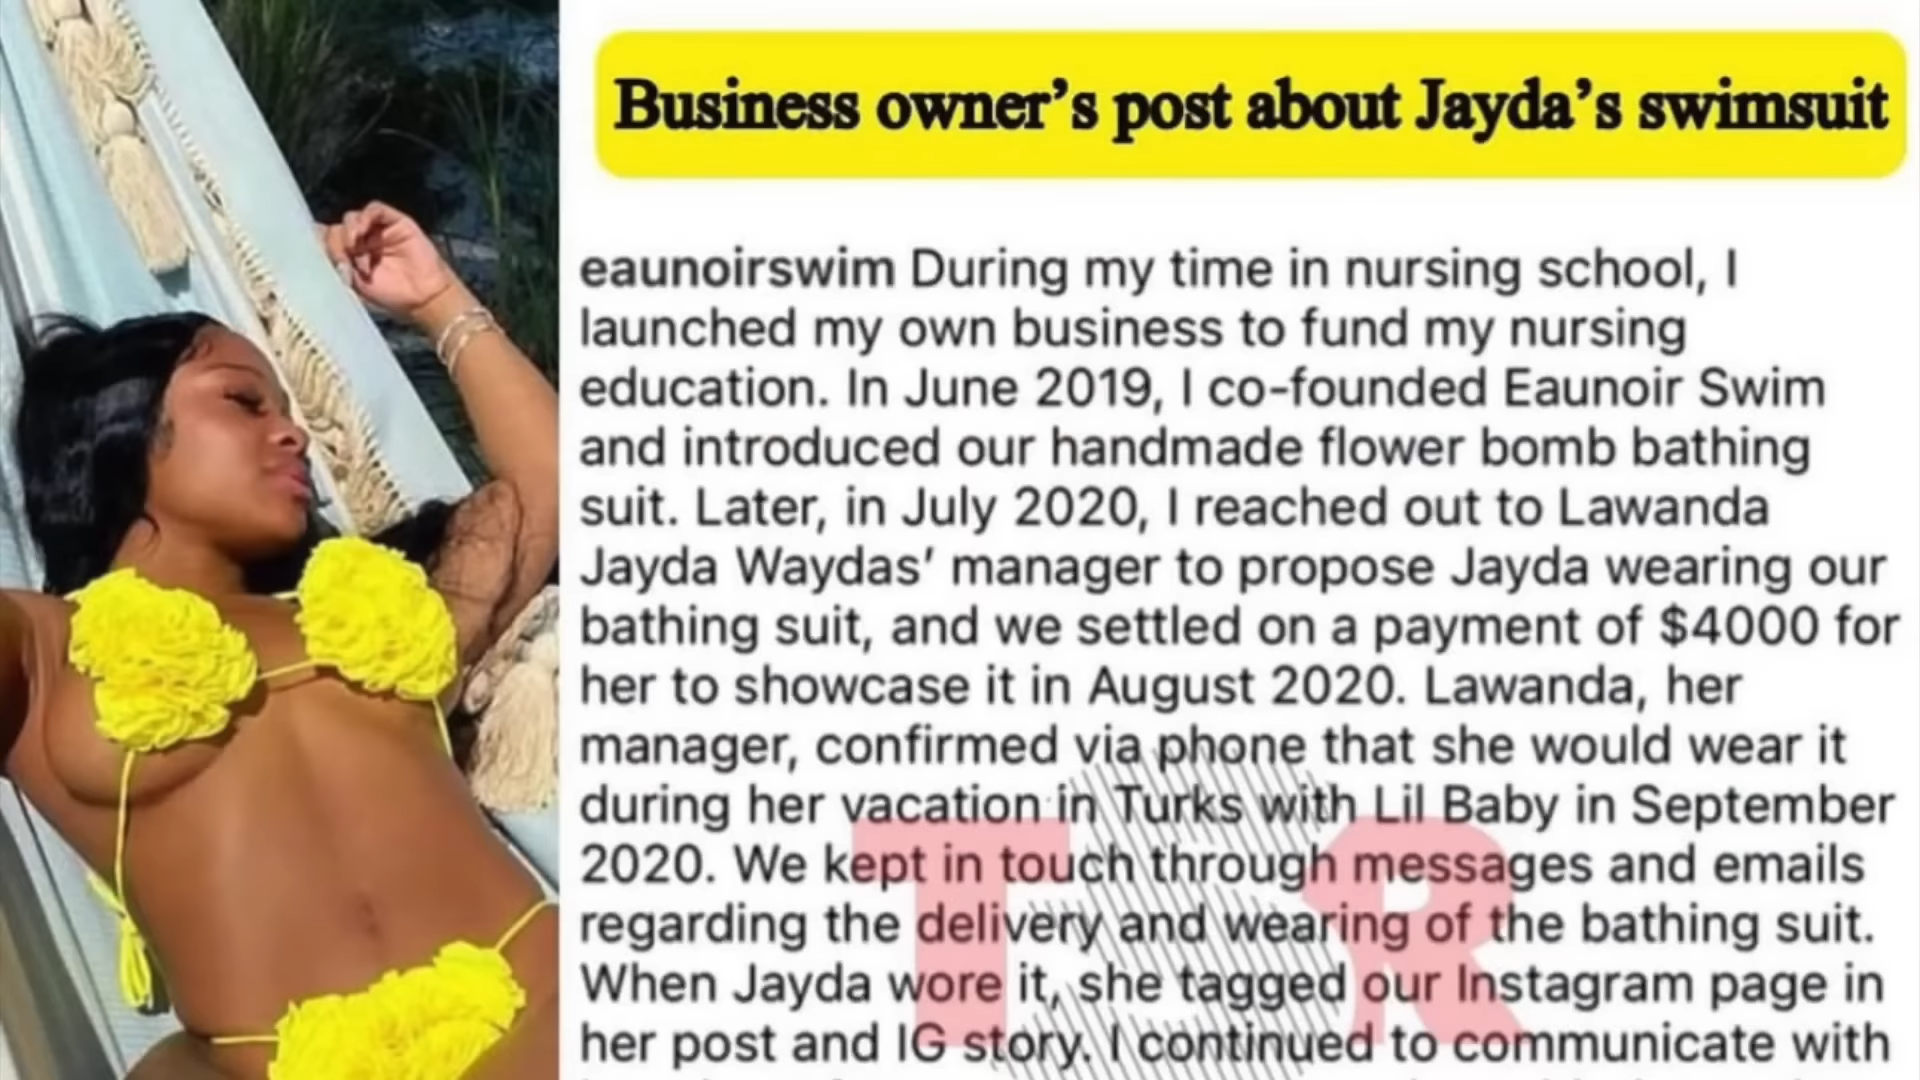 Business owner’s post about Jayda’s swimsuit
eaunoirswim During my time in nursing school, I
launched my own business to fund my nursing
education. In June 2019, I co-founded Eaunoir Swim
and introduced our handmade flower bomb bathing
suit. Later, in July 2020, I reached out to Lawanda
Jayda Waydas’ manager to propose Jayda wearing our
bathing suit, and we settled on a payment of $4000 for
her to showcase it in August 2020. Lawanda, her
manager, confirmed via phone that she would wear it
during her vacation in Turks with Lil Baby in September
2020. We kept in touch through messages and emails
regarding the delivery and wearing of the bathing suit.
When Jayda wore it, she tagged our Instagram page in
her post and IG story. I continued to communicate with
TSR